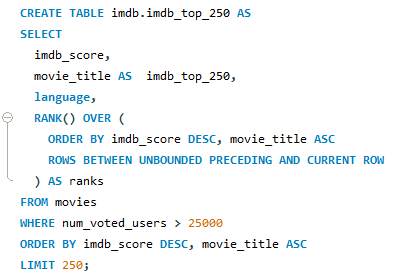 CREATE TABLE imdb.imdb_top_250 AS
SELECT
imdb_score,
movie_title AS  imdb_top_250,
language,
RANK() OVER (
ORDER BY imdb_score DESC, movie_title ASC
ROWS BETWEEN UNBOUNDED PRECEDING AND CURRENT ROW
) AS ranks
FROM movies
WHERE num_voted_users > 25000
ORDER BY imdb_score DESC, movie_title ASC
LIMIT 250;